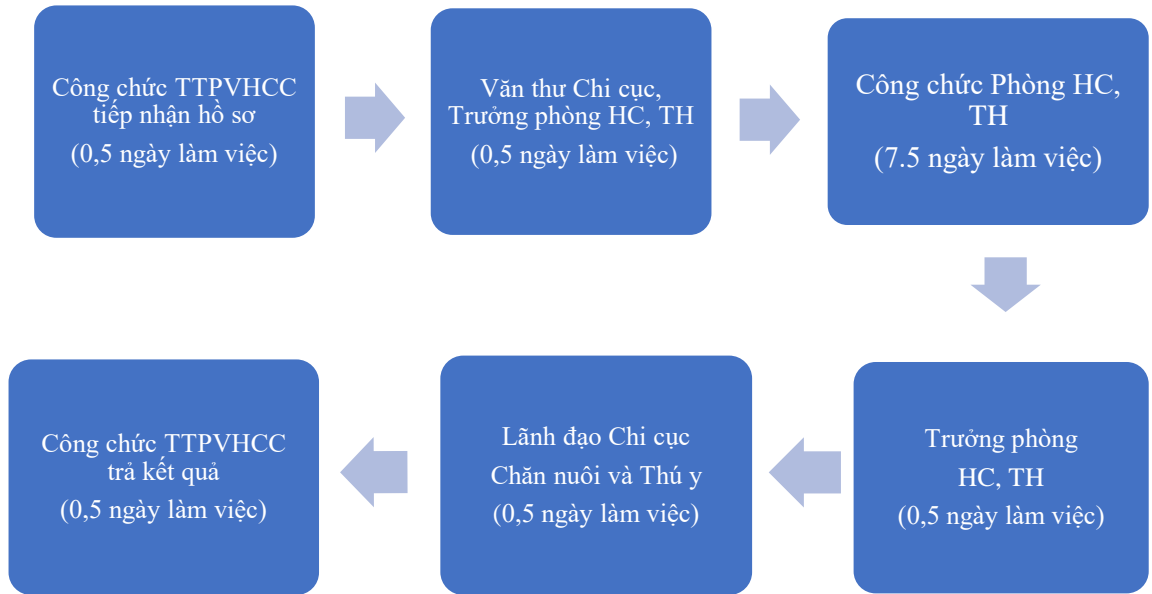 Công chức TTPVHCC
tiếp nhận hồ sơ
(0,5 ngày làm việc)
Văn thư Chi cục,
Trưởng phòng HC, TH
(0,5 ngày làm việc)
Công chức Phòng HC,
TH
(7.5 ngày làm việc)
Trưởng phòng
HC, TH
(0,5 ngày làm việc)
Lãnh đạo Chi cục
Chăn nuôi và Thú y
(0,5 ngày làm việc)
Công chức TTPVHCC
trả kết quả
(0,5 ngày làm việc)